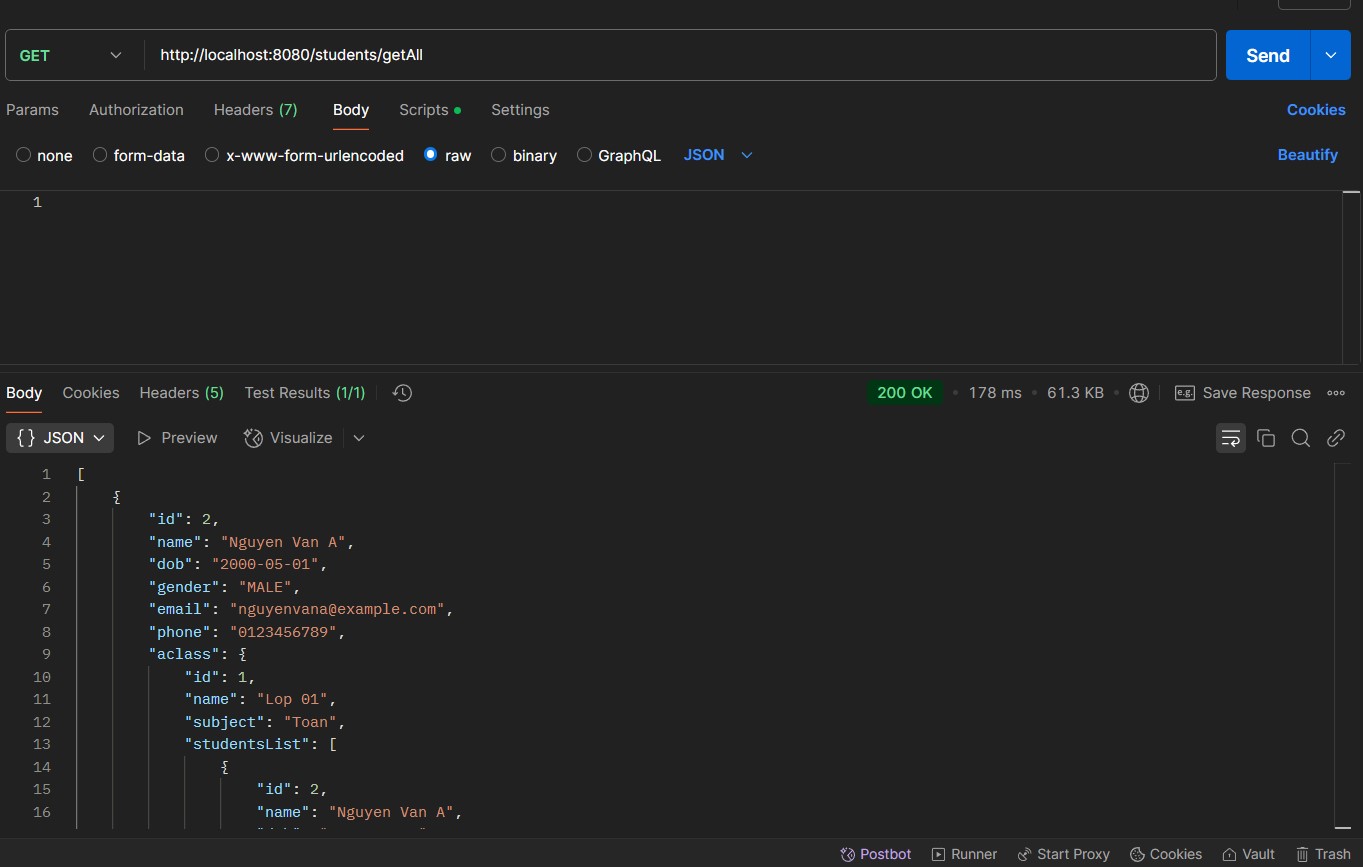 GET http://localhost:8080/students/getAll Send
Params Authorization Headers (7) Body Scripts Settings Cookies
none form-data x-www-form-urlencoded raw binary GraphQL JSON Beautify
1
Body Cookies Headers (5) Test Results (1/1) 200 OK • 178 ms • 61.3 KB • e.g. Save Response
{} JSON Preview Visualize
1 [
2 {
3 "id": 2,
4 "name": "Nguyen Van A",
5 "dob": "2000-05-01",
6 "gender": "MALE",
7 "email": "nguyenvana@example.com",
8 "phone": "0123456789",
9 "aclass": {
10 "id": 1,
11 "name": "Lop 01",
12 "subject": "Toan",
13 "studentsList": [
14 {
15 "id": 2,
16 "name": "Nguyen Van A",
Postbot Runner Start Proxy Cookies Vault Trash